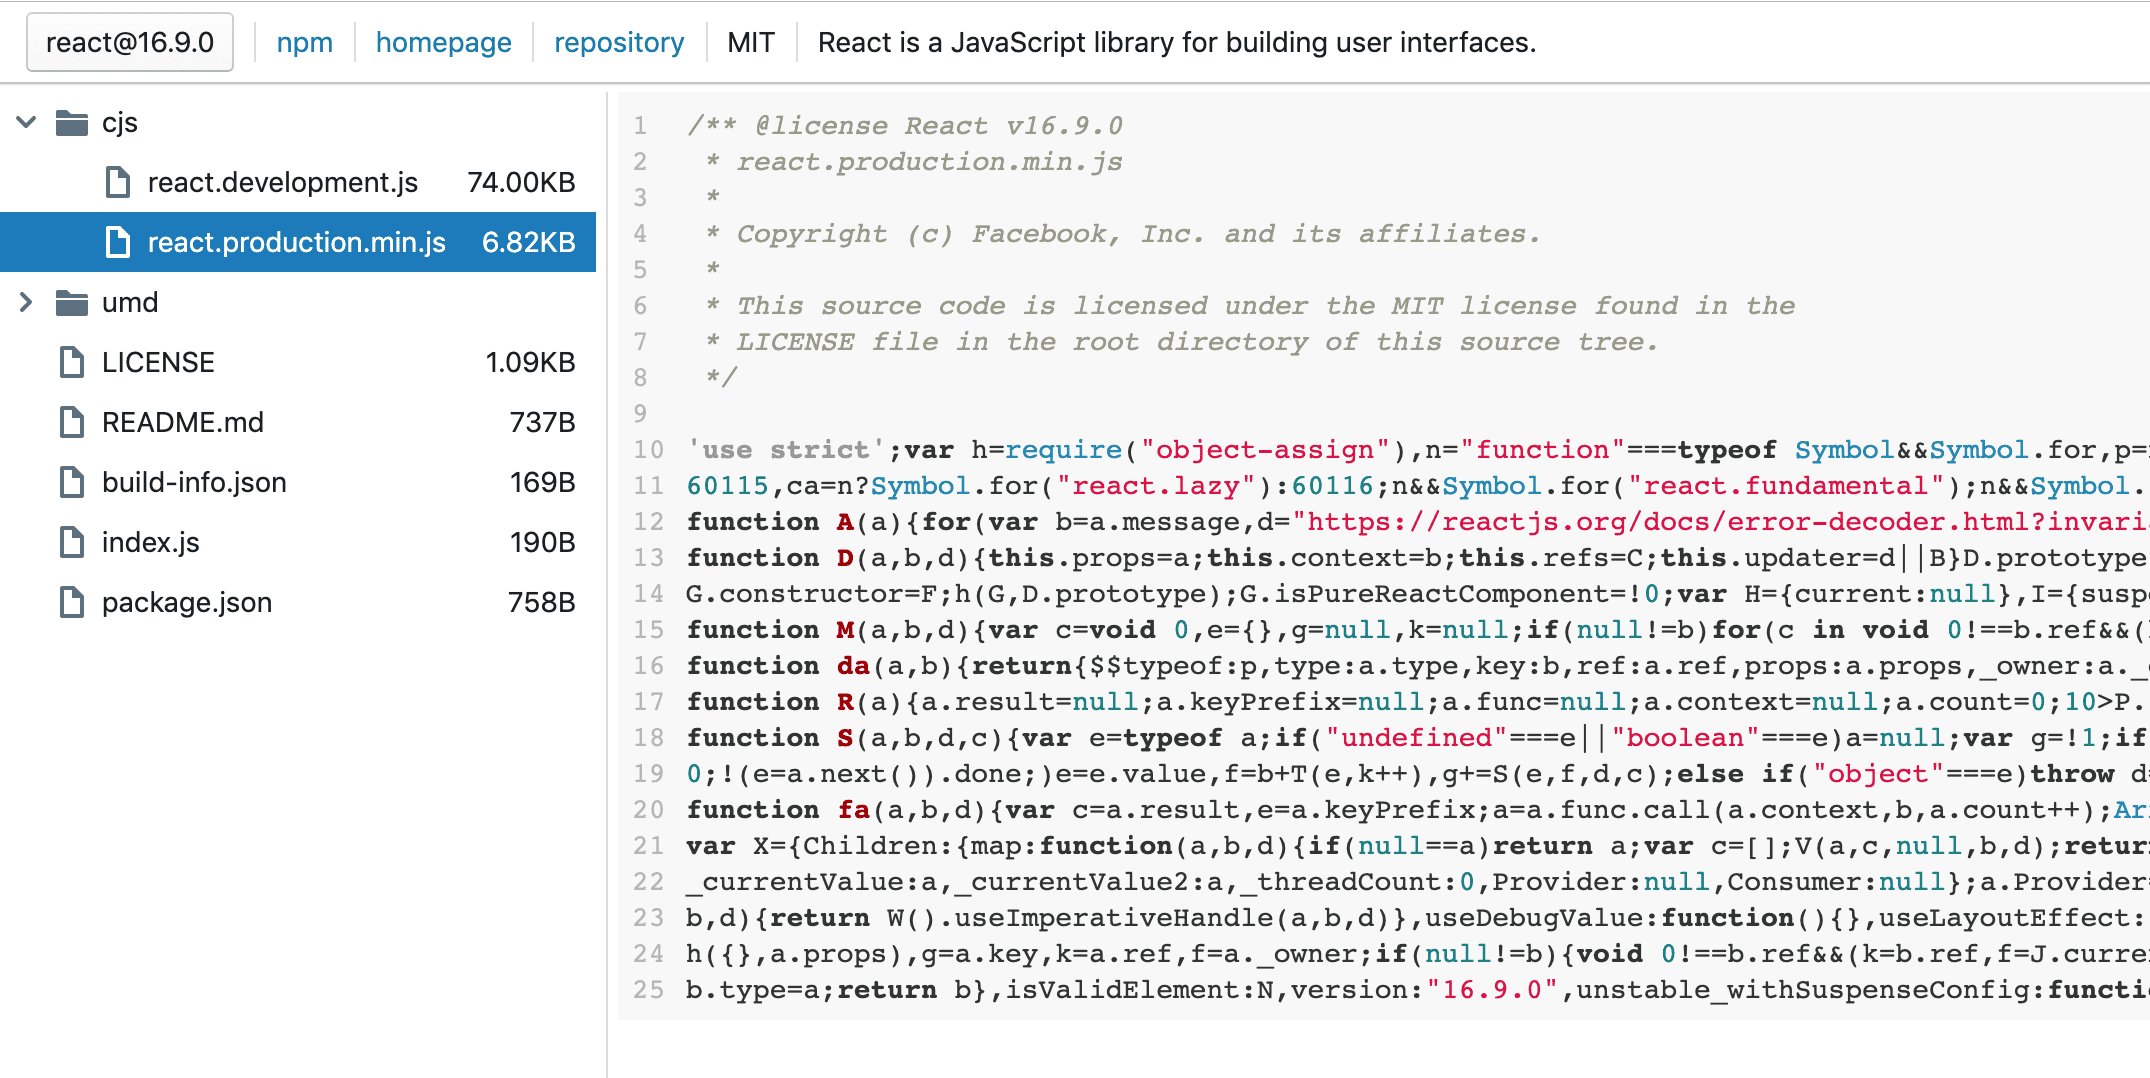 react@16.9.0 npm homepage repository MIT React is a JavaScript library for building user interfaces.
cjs
react.development.js 74.00KB
react.production.min.js 6.82KB
umd
LICENSE 1.09KB
README.md 737B
build-info.json 169B
index.js 190B
package.json 758B
1 /** @license React v16.9.0
2 * react.production.min.js
3 *
4 * Copyright (c) Facebook, Inc. and its affiliates.
5 *
6 * This source code is licensed under the MIT license found in the
7 * LICENSE file in the root directory of this source tree.
8 */
9
10 'use strict';var h=require("object-assign"),n="function"===typeof Symbol&&Symbol.for,p=
11 60115,ca=n?Symbol.for("react.lazy"):60116;n&&Symbol.for("react.fundamental");n&&Symbol.
12 function A(a){for(var b=a.message,d="https://reactjs.org/docs/error-decoder.html?invari
13 function D(a,b,d){this.props=a;this.context=b;this.refs=C;this.updater=d||B}D.prototype
14 G.constructor=F;h(G,D.prototype);G.isPureReactComponent=!0;var H={current:null},I={susp
15 function M(a,b,d){var c=void 0,e={},g=null,k=null;if(null!=b)for(c in void 0!==b.ref&&(
16 function da(a,b){return{$$typeof:p,type:a.type,key:b,ref:a.ref,props:a.props,_owner:a._
17 function R(a){a.result=null;a.keyPrefix=null;a.func=null;a.context=null;a.count=0;10>P.
18 function S(a,b,d,c){var e=typeof a;if("undefined"===e||"boolean"===e)a=null;var g=!1;if
19 0;!(e=a.next()).done;)e=e.value,f=b+T(e,k++),g+=S(e,f,d,c);else if("object"===e)throw d
20 function fa(a,b,d){var c=a.result,e=a.keyPrefix;a=a.func.call(a.context,b,a.count++);Ar
21 var X={Children:{map:function(a,b,d){if(null==a)return a;var c=[];V(a,c,null,b,d);retur
22 _currentValue:a,_currentValue2:a,_threadCount:0,Provider:null,Consumer:null};a.Provider=
23 b,d){return W().useImperativeHandle(a,b,d)},useDebugValue:function(){},useLayoutEffect:
24 h({},a.props),g=a.key,k=a.ref,f=a._owner;if(null!=b){void 0!==b.ref&&(k=b.ref,f=J.curre
25 b.type=a;return b},isValidElement:N,version:"16.9.0",unstable_withSuspenseConfig:functi